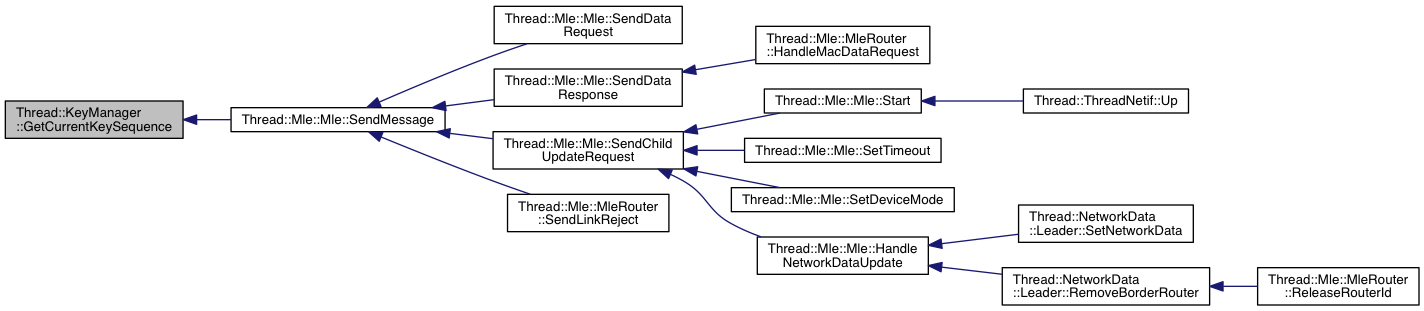 Thread::KeyManager
::GetCurrentKeySequence
Thread::Mle::Mle::SendMessage
Thread::Mle::Mle::SendData
Request
Thread::Mle::Mle::SendData
Response
Thread::Mle::Mle::SendChild
UpdateRequest
Thread::Mle::MleRouter
::SendLinkReject
Thread::Mle::MleRouter
::HandleMacDataRequest
Thread::Mle::Mle::Start
Thread::Mle::Mle::SetTimeout
Thread::Mle::Mle::SetDeviceMode
Thread::Mle::Mle::Handle
NetworkDataUpdate
Thread::ThreadNetif::Up
Thread::NetworkData
::Leader::SetNetworkData
Thread::NetworkData
::Leader::RemoveBorderRouter
Thread::Mle::MleRouter
::ReleaseRouterId